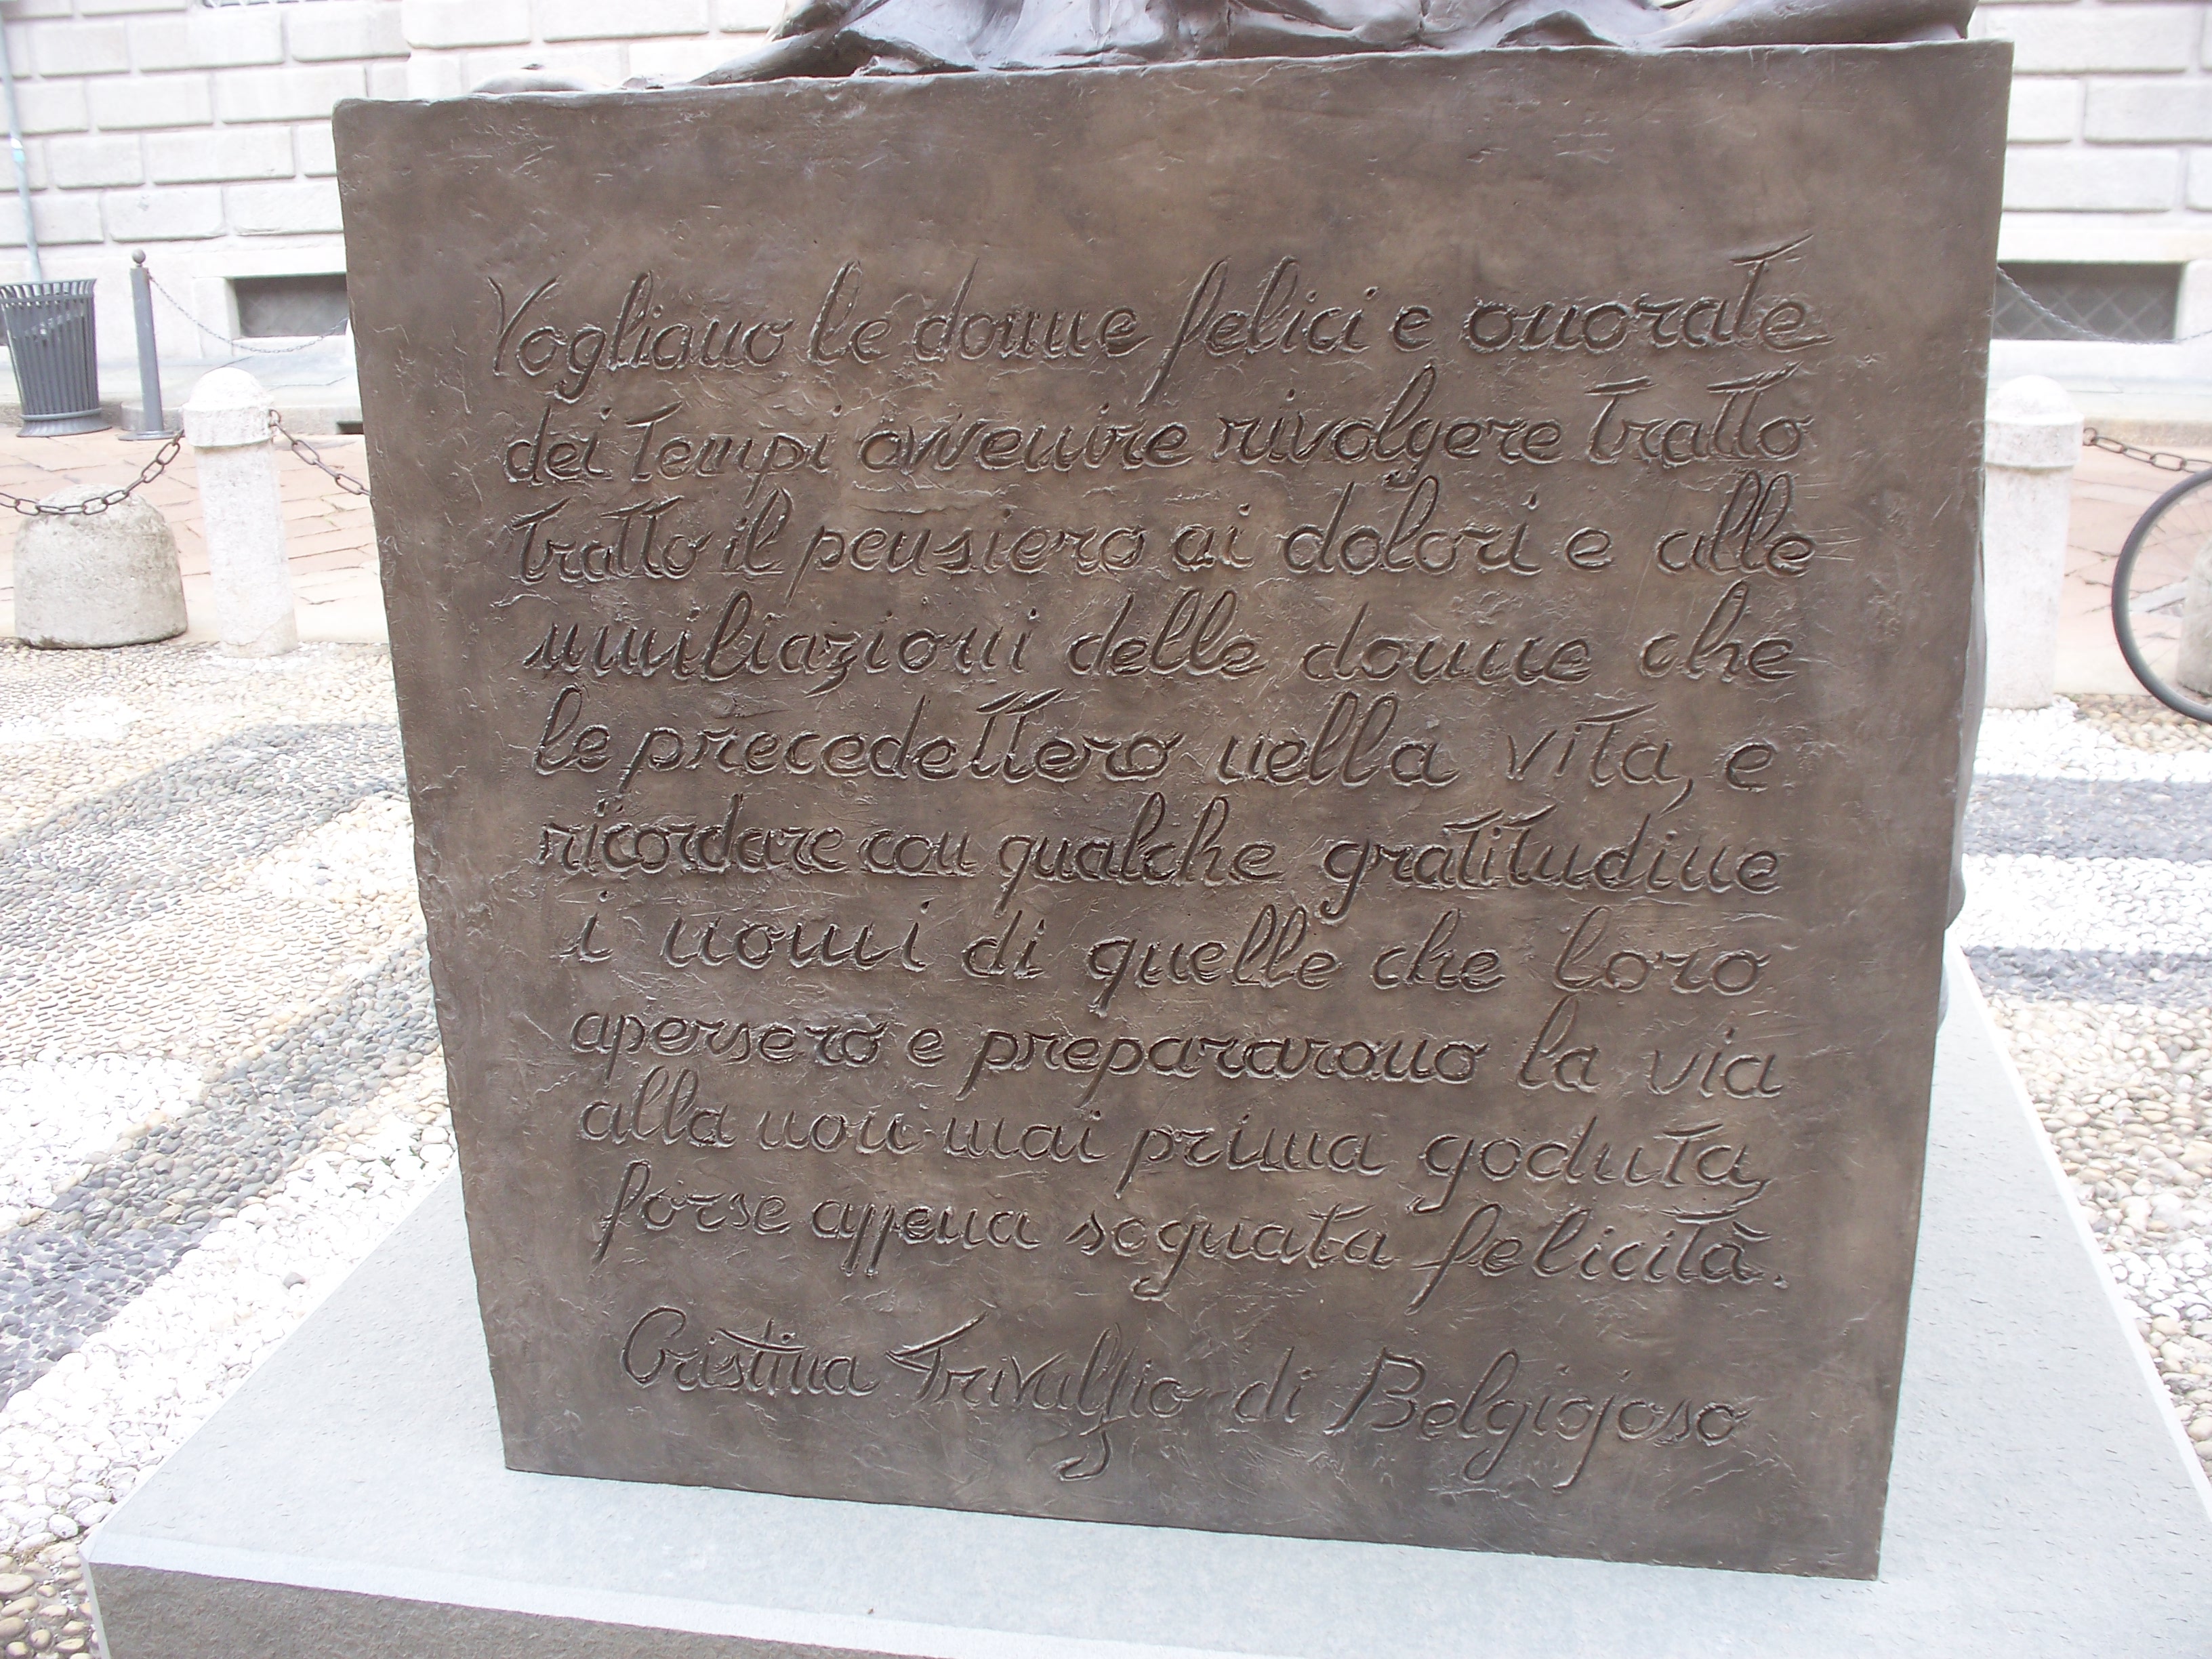 Vogliano le donne felici e onorate
dei tempi avvenire rivolgere tratto
tratto il pensiero ai dolori e alle
umiliazioni delle donne che
le precedettero nella vita, e
ricordare con qualche gratitudine
i nomi di quelle che loro
apersero e prepararono la via
alla non mai prima goduta,
forse appena sognata felicità.
Cristina Trivulzio di Belgiojoso